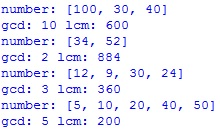 number: [100, 30, 40]
gcd: 10 lcm: 600
number: [34, 52]
gcd: 2 lcm: 884
number: [12, 9, 30, 24]
gcd: 3 lcm: 360
number: [5, 10, 20, 40, 50]
gcd: 5 lcm: 200